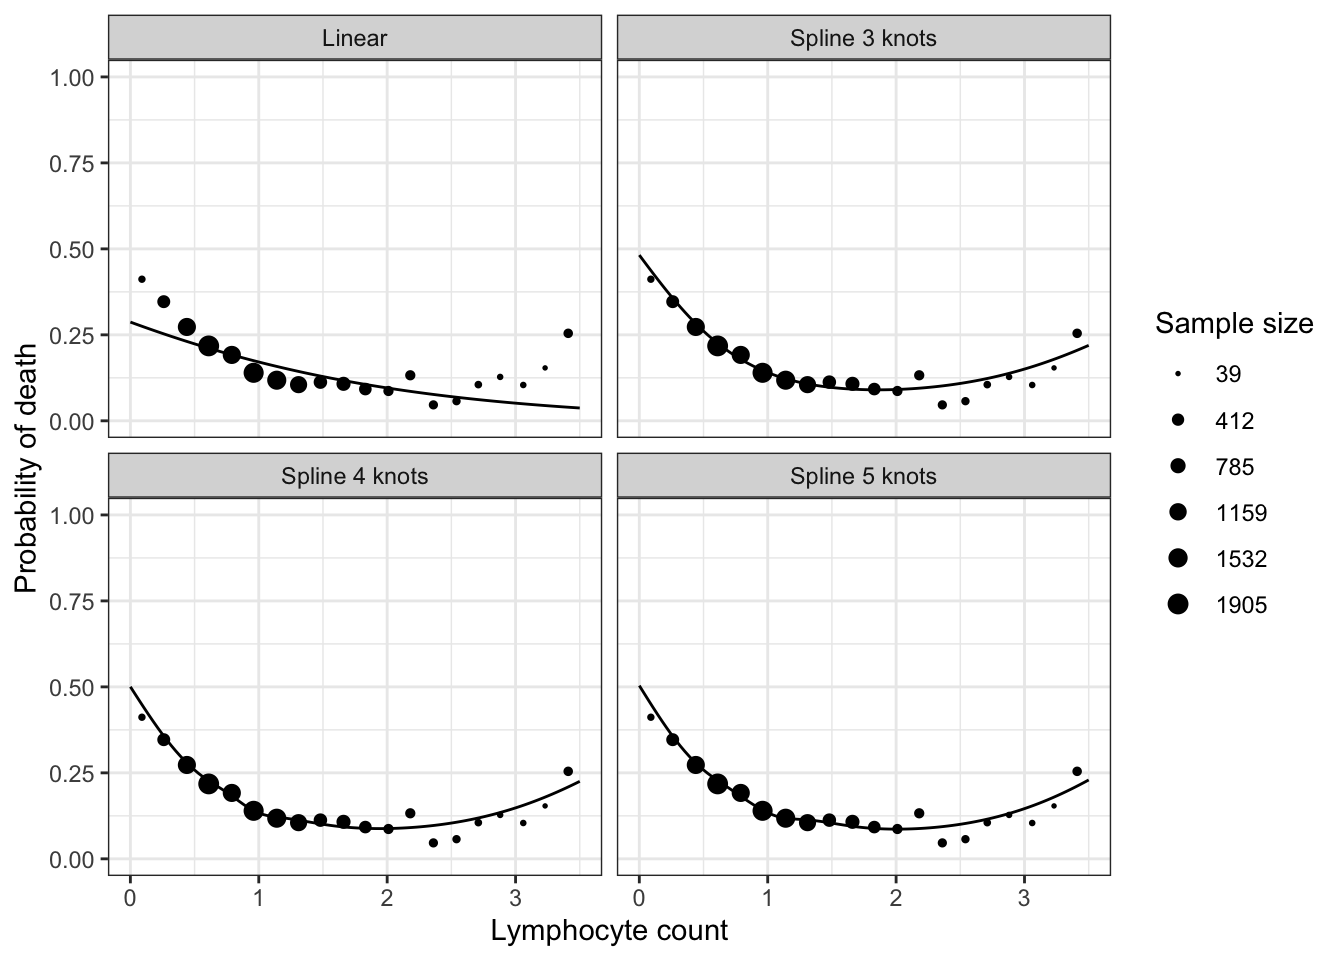 Linear
Spline 3 knots
1.00
0.75
0.50
0.25
0.00
Spline 4 knots
Spline 5 knots
1.00
0.75
0.50
0.25
0.00
0 1 2 3
0 1 2 3
Lymphocyte count
Probability of death
Sample size
39
412
785
1159
1532
1905